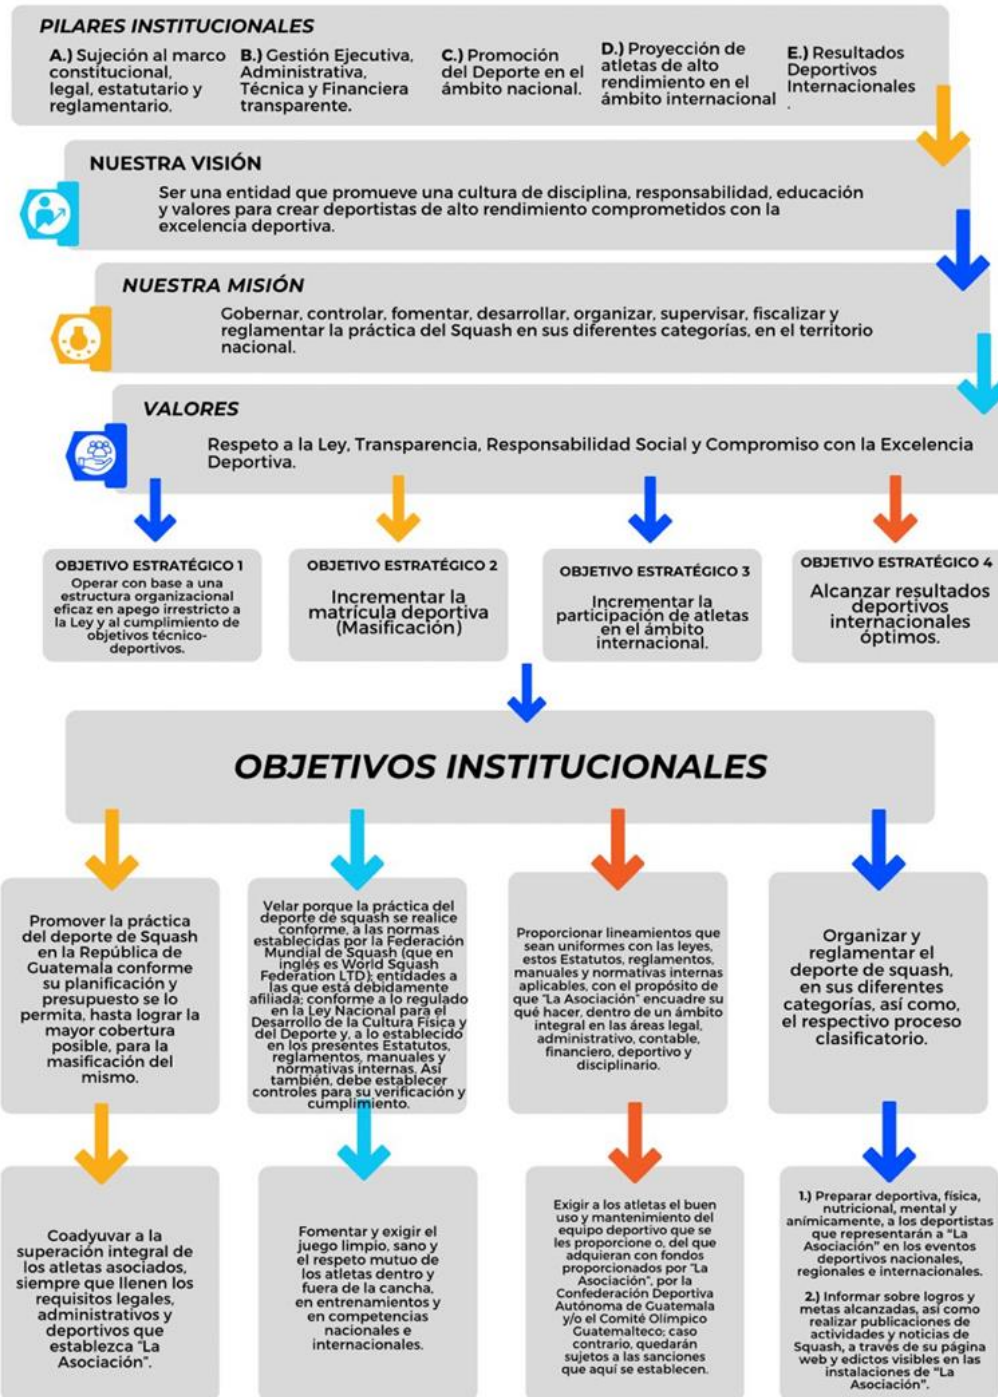 PILARES INSTITUCIONALES
A.) Sujeción al marco
constitucional,
legal, estatutario y
reglamentario.
B.) Gestión Ejecutiva,
Administrativa,
Técnica y Financiera
transparente.
C.) Promoción
del Deporte en el
ámbito nacional.
D.) Proyección de
atletas de alto
rendimiento en el
ámbito internacional
E.) Resultados
Deportivos
Internacionales
.
NUESTRA VISIÓN
Ser una entidad que promueve una cultura de disciplina, responsabilidad, educación
y valores para crear deportistas de alto rendimiento comprometidos con la
excelencia deportiva.
NUESTRA MISIÓN
Gobernar, controlar, fomentar, desarrollar, organizar, supervisar, fiscalizar y
reglamentar la práctica del Squash en sus diferentes categorías, en el territorio
nacional.
VALORES
Respeto a la Ley, Transparencia, Responsabilidad Social y Compromiso con la Excelencia
Deportiva.
OBJETIVO ESTRATÉGICO 1
Operar con base a una
estructura organizacional
eficaz en apego irrestricto a
la Ley y al cumplimiento de
objetivos técnico-
deportivos.
OBJETIVO ESTRATÉGICO 2
Incrementar la
matrícula deportiva
(Masificación)
OBJETIVO ESTRATÉGICO 3
Incrementar la
participación de atletas
en el ámbito
internacional.
OBJETIVO ESTRATÉGICO 4
Alcanzar resultados
deportivos
internacionales
óptimos.
OBJETIVOS INSTITUCIONALES
Promover la práctica
del deporte de Squash
en la República de
Guatemala conforme
su planificación y
presupuesto se lo
permita, hasta lograr la
mayor cobertura
posible, para la
masificación del
mismo.
Velar porque la práctica del
deporte de squash se realice
conforme, a las normas
establecidas por la Federación
Mundial de Squash (que en
inglés es World Squash
Federation LTD); entidades a
las que está debidamente
afiliada; conforme a lo regulado
en la Ley Nacional para el
Desarrollo de la Cultura Física y
del Deporte y, a lo establecido
en los presentes Estatutos,
reglamentos, manuales y
normativas internas. Así
también, debe establecer
controles para su verificación y
cumplimiento.
Proporcionar lineamientos que
sean uniformes con las leyes,
estos Estatutos, reglamentos,
manuales y normativas internas
aplicables, con el propósito de
que "La Asociación" encuadre su
qué hacer, dentro de un ámbito
integral en las áreas legal,
administrativo, contable,
financiero, deportivo y
disciplinario.
Organizar y
reglamentar el
deporte de squash,
en sus diferentes
categorías, así como,
el respectivo proceso
clasificatorio.
Coadyuvar a la
superación integral de
los atletas asociados,
siempre que llenen los
requisitos legales,
administrativos y
deportivos que
establezca "La
Asociación".
Fomentar y exigir el
juego limpio, sano y
el respeto mutuo de
los atletas dentro y
fuera de la cancha,
en entrenamientos y
en competencias
nacionales e
internacionales.
Exigir a los atletas el buen
uso y mantenimiento del
equipo deportivo que se
les proporcione o, del que
adquieran con fondos
proporcionados por "La
Asociación", por la
Confederación Deportiva
Autónoma de Guatemala
y/o el Comité Olímpico
Guatemalteco; caso
contrario, quedarán
sujetos a las sanciones
que aquí se establecen.
1.) Preparar deportiva, física,
nutricional, mental y
anímicamente, a los deportistas
que representarán a "La
Asociación" en los eventos
deportivos nacionales,
regionales e internacionales.
2.) Informar sobre logros y
metas alcanzadas, así como
realizar publicaciones de
actividades y noticias de
Squash, a través de su página
web y edictos visibles en las
instalaciones de "La
Asociación".